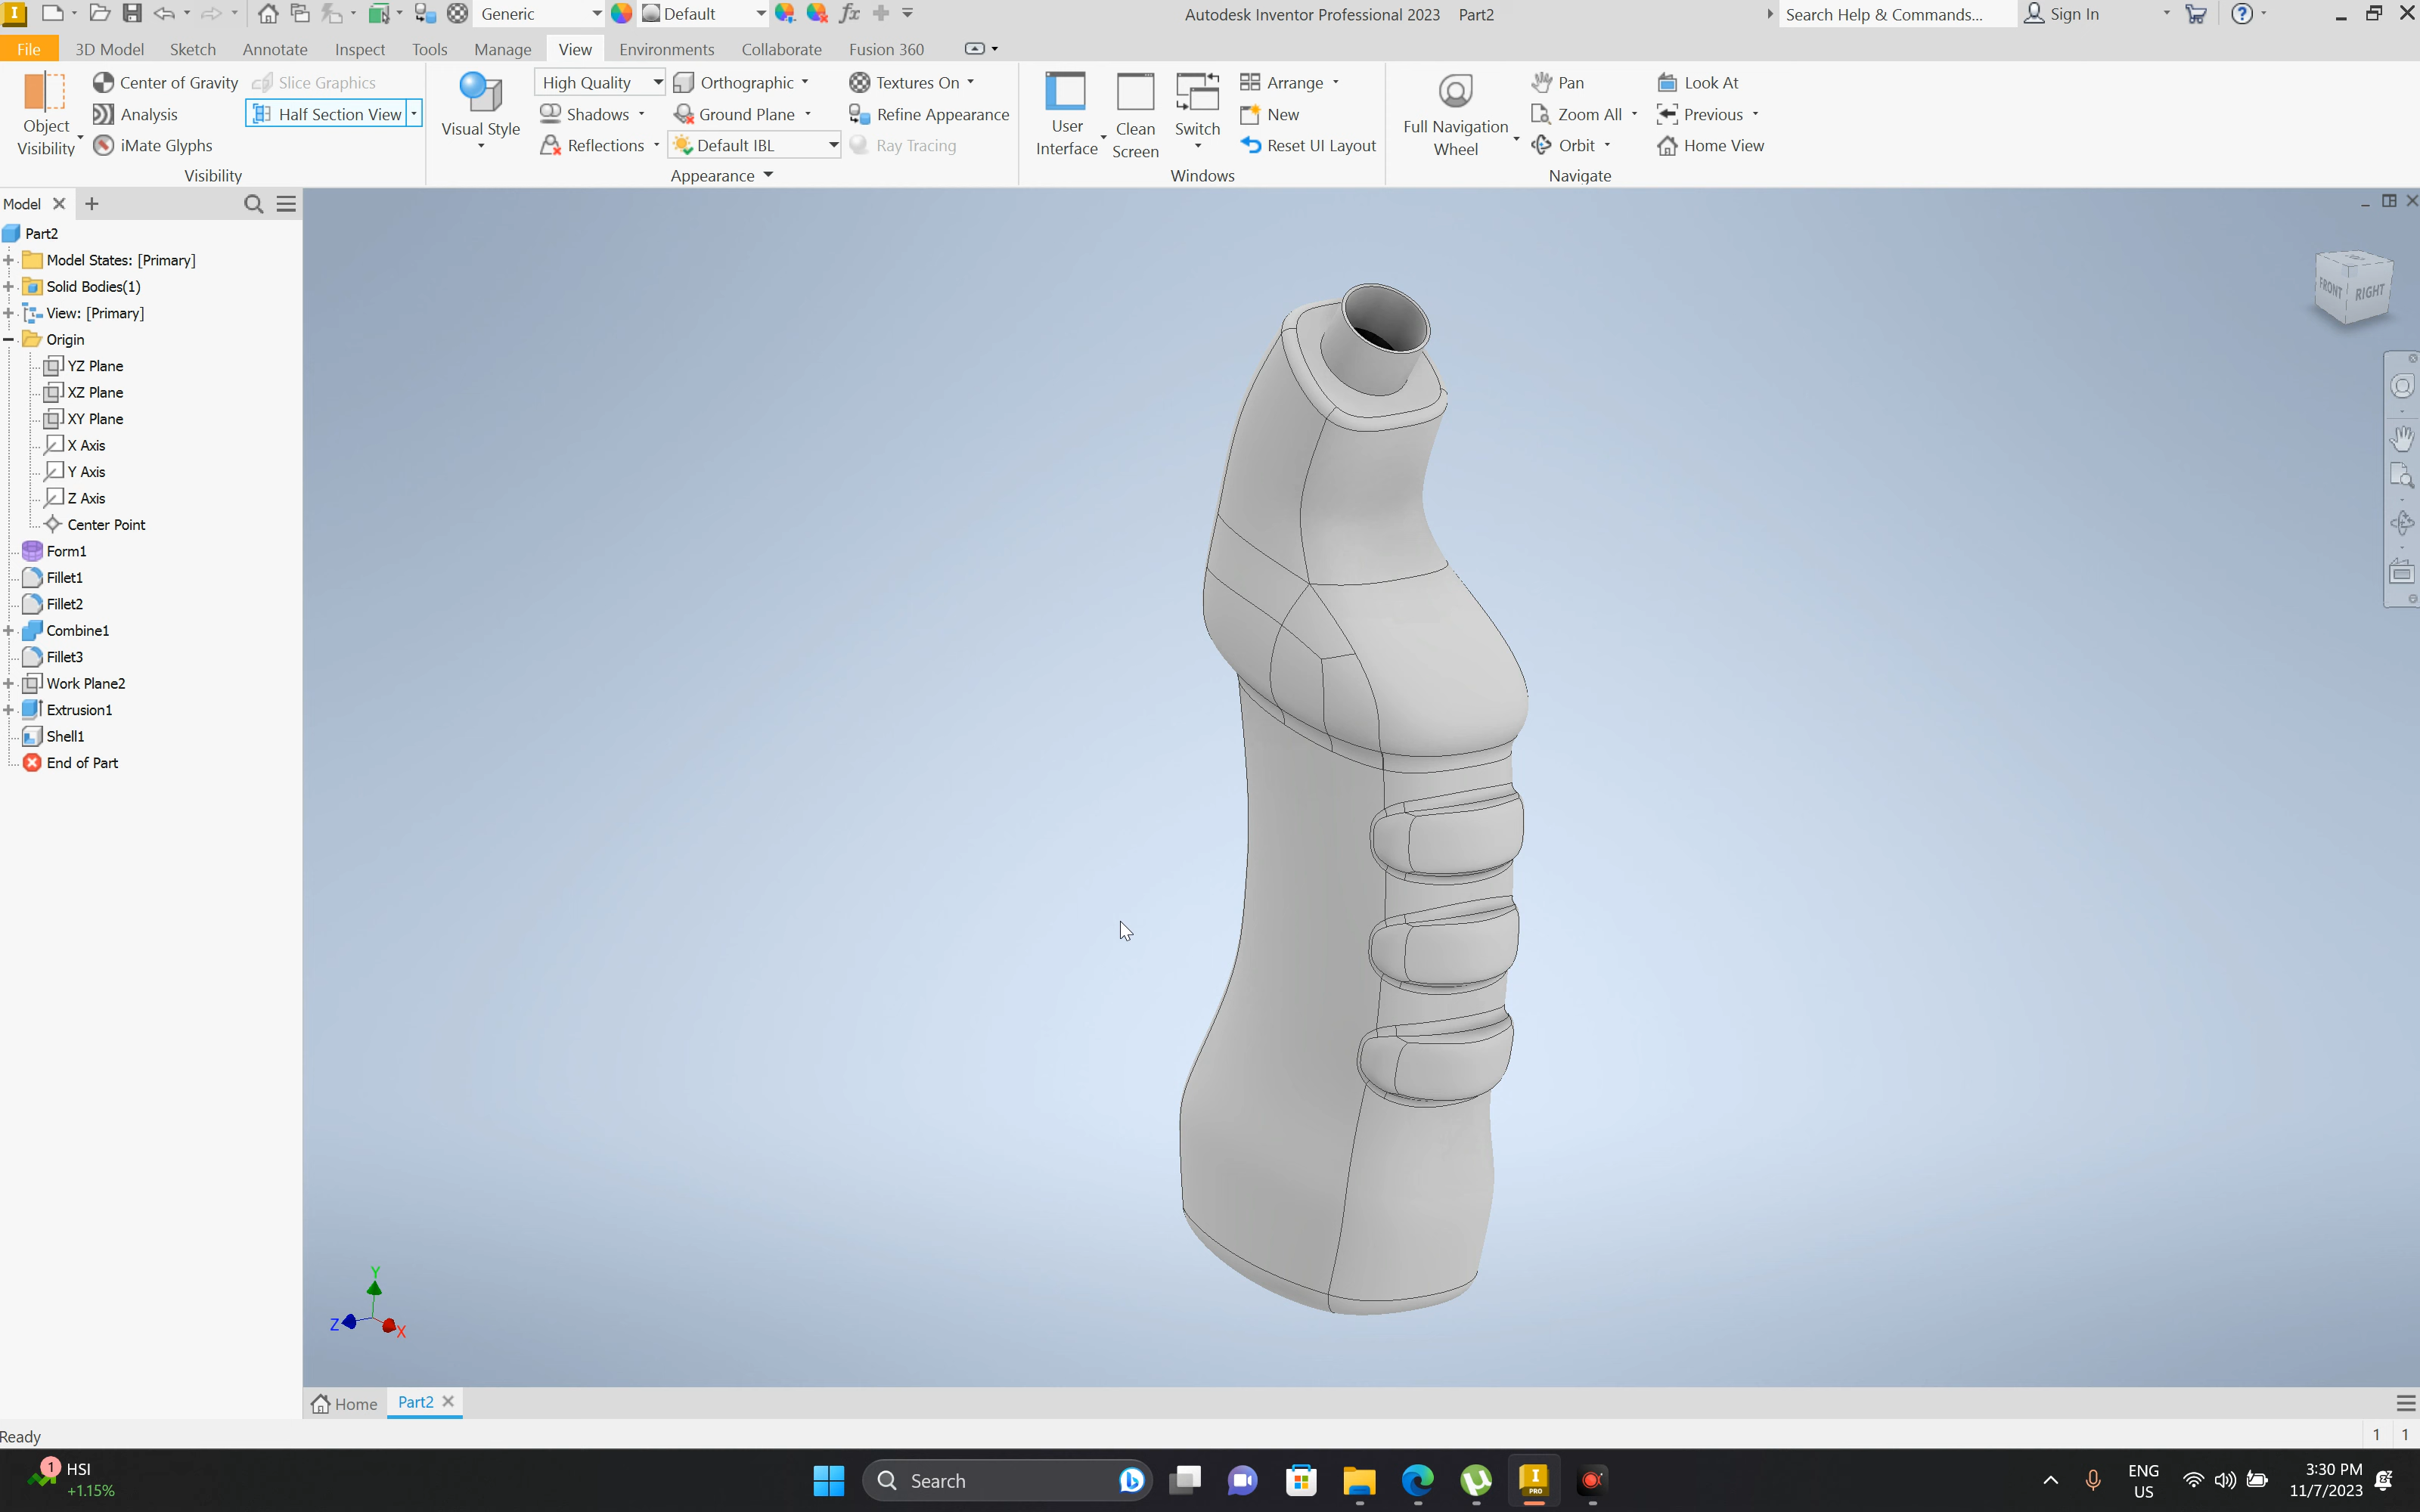 Generic Default Autodesk Inventor Professional 2023 Part2 Search Help & Commands... Sign In
File 3D Model Sketch Annotate Inspect Tools Manage View Environments Collaborate Fusion 360
Object Visibility
Center of Gravity Slice Graphics
Analysis Half Section View
iMate Glyphs
Visibility
Visual Style
High Quality Orthographic Textures On
Shadows Ground Plane Refine Appearance
Reflections Default IBL Ray Tracing
Appearance
User Interface
Clean Screen
Switch
Arrange
New
Reset UI Layout
Windows
Full Navigation Wheel
Pan Look At
Zoom All Previous
Orbit Home View
Navigate
Model
Part2
Model States: [Primary]
Solid Bodies(1)
View: [Primary]
Origin
YZ Plane
XZ Plane
XY Plane
X Axis
Y Axis
Z Axis
Center Point
Form1
Fillet1
Fillet2
Combine1
Fillet3
Work Plane2
Extrusion1
Shell1
End of Part
FRONT RIGHT
Y
Z X
Home Part2
Ready 1 1
1 HSI
+1.15%
Search
I PRO
ENG
US
3:30 PM
11/7/2023